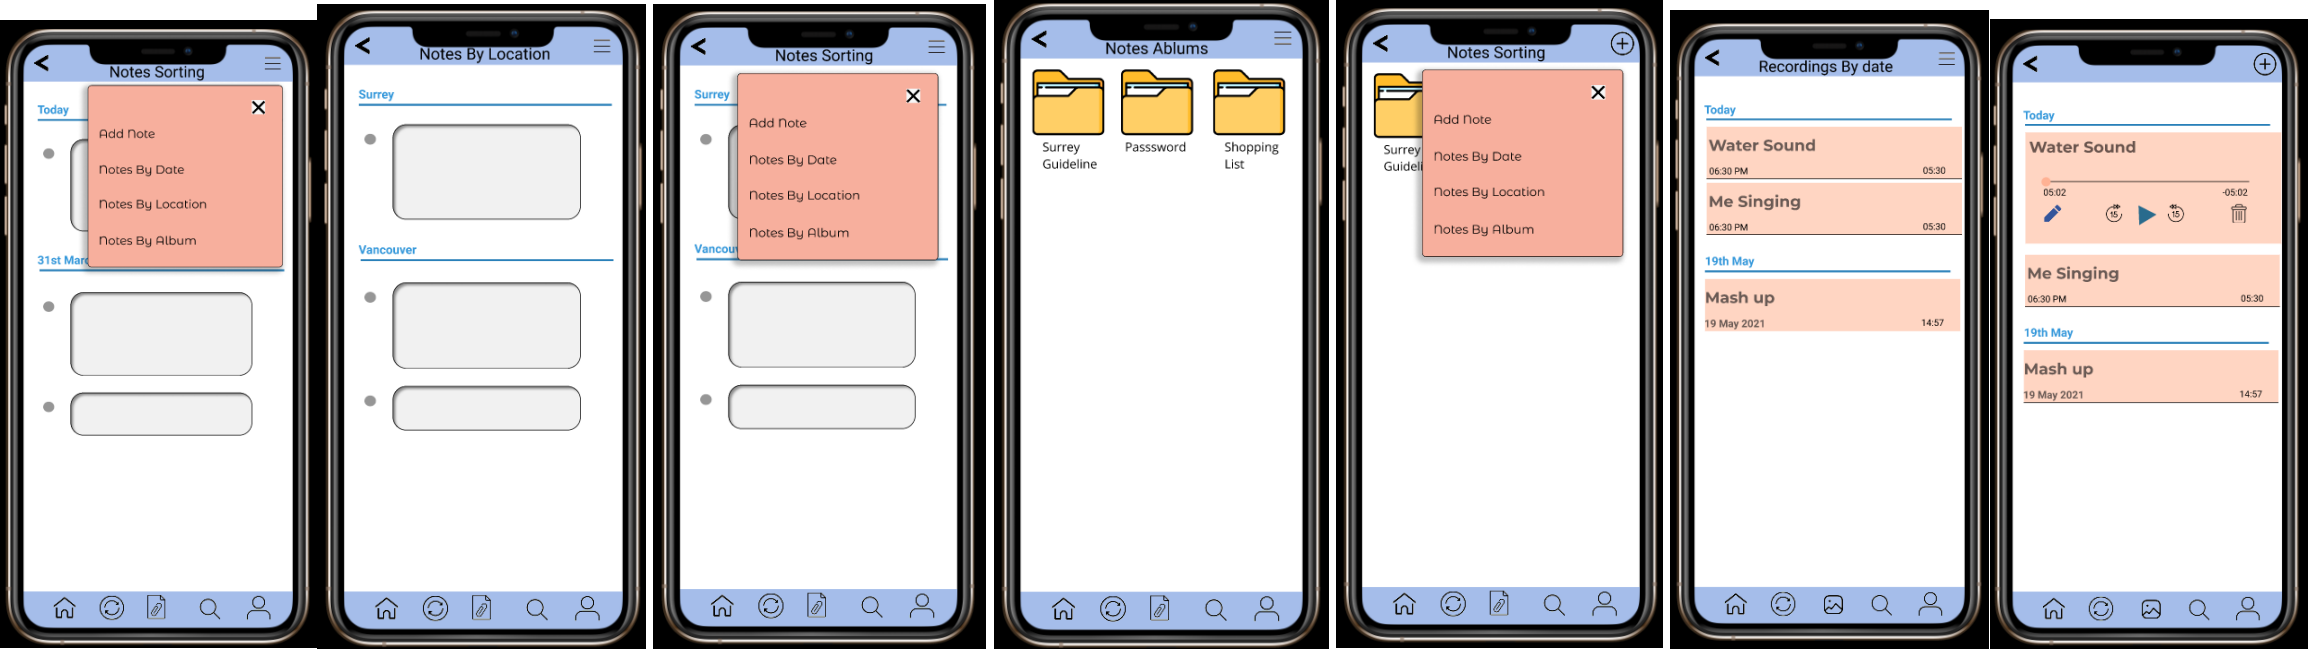 Notes Sorting
Today
Add Note
Notes By Date
Notes By Location
Notes By Album
31st Marc
Notes By Location
Surrey
Vancouver
Notes Sorting
Surrey
Add Note
Notes By Date
Notes By Location
Notes By Album
Vancouv
Notes Ablums
Surrey
Guideline
Passsword
Shopping
List
Notes Sorting
Surrey
Guideli
Add Note
Notes By Date
Notes By Location
Notes By Album
Recordings By date
Today
Water Sound
06:30 PM 05:30
Me Singing
06:30 PM 05:30
19th May
Mash up
19 May 2021 14:57
Today
Water Sound
05:02 -05:02
15 15
Me Singing
06:30 PM 05:30
19th May
Mash up
19 May 2021 14:57